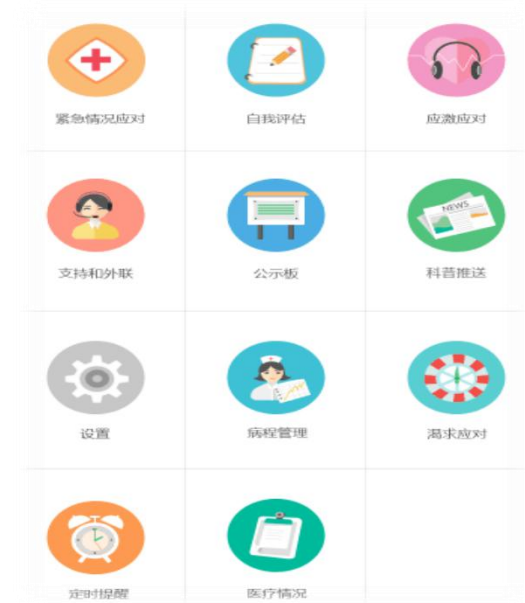 紧急情况应对
自我评估
应激应对
支持和外联
NEWS
公示板
科普推送
设置
病程管理
渴求应对
定时提醒
医疗情况